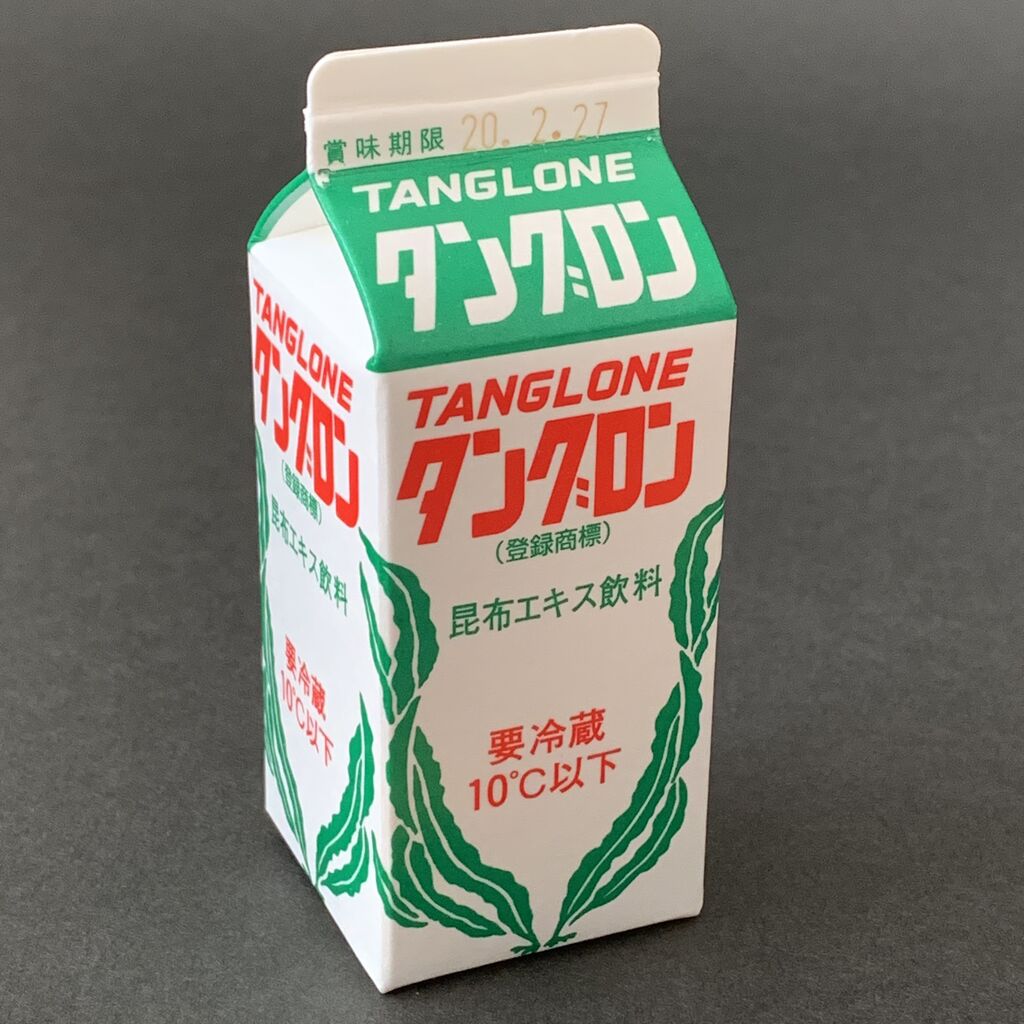 賞味期限 20. 2.27
TANGLONE
タングロン
TANGLONE
タングロン
(登録商標)
昆布エキス飲料
要冷蔵
10℃以下
TANGLONE
タングロン
(登録商標)
昆布エキス飲料
要冷蔵
10℃以下